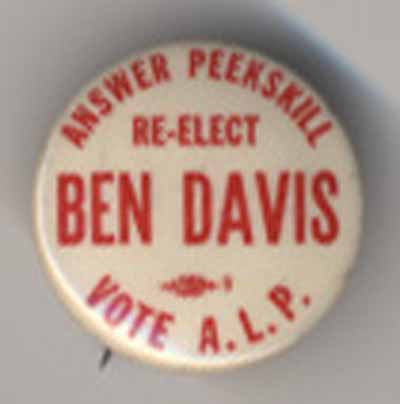 ANSWER PEEKSKILL
RE-ELECT
BEN DAVIS
VOTE A.L.P.